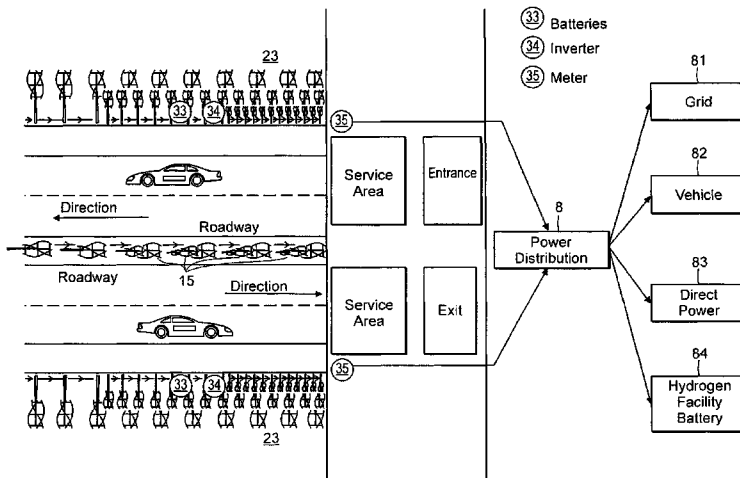 23
33 Batteries
34 Inverter
35 Meter
33
34
35
81
Grid
Service
Area
Entrance
82
Vehicle
Direction
Roadway
8
Power
Distribution
15
Roadway
Direction
Service
Area
Exit
83
Direct
Power
35
33
34
84
Hydrogen
Facility
Battery
23